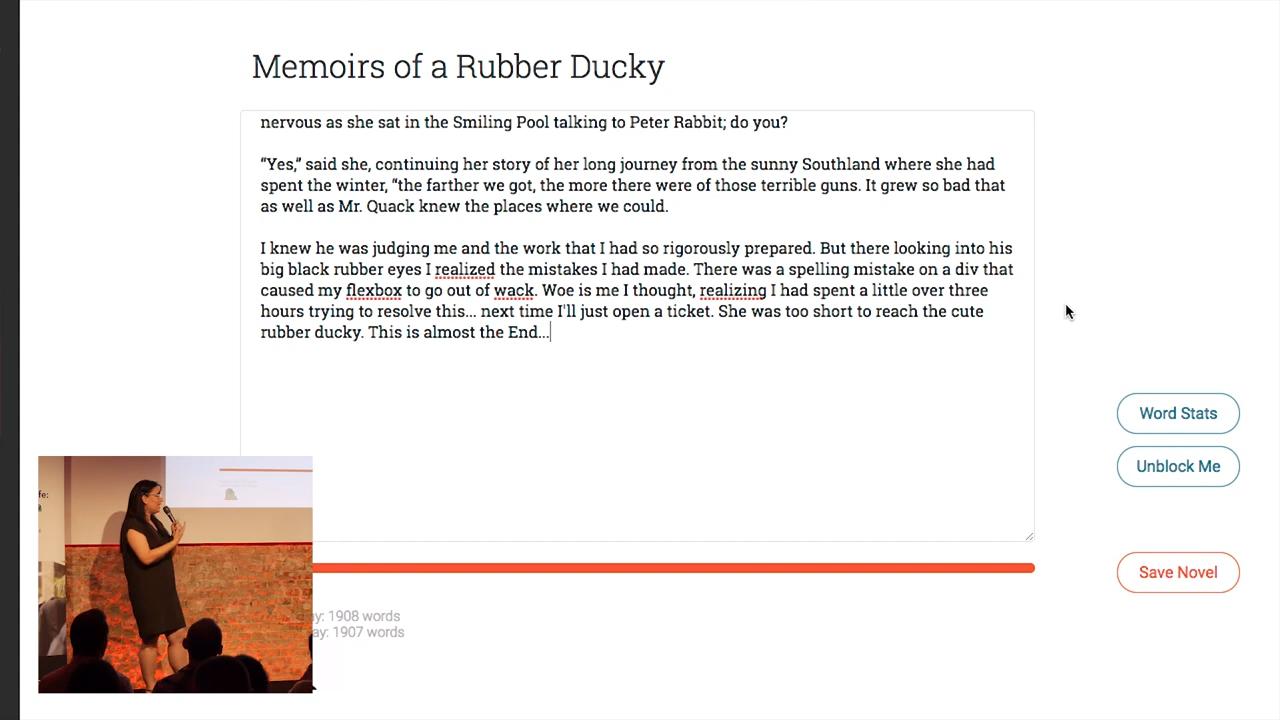 Memoirs of a Rubber Ducky
nervous as she sat in the Smiling Pool talking to Peter Rabbit; do you?
“Yes,” said she, continuing her story of her long journey from the sunny Southland where she had
spent the winter, “the farther we got, the more there were of those terrible guns. It grew so bad that
as well as Mr. Quack knew the places where we could.
I knew he was judging me and the work that I had so rigorously prepared. But there looking into his
big black rubber eyes I realized the mistakes I had made. There was a spelling mistake on a div that
caused my flexbox to go out of wack. Woe is me I thought, realizing I had spent a little over three
hours trying to resolve this... next time I'll just open a ticket. She was too short to reach the cute
rubber ducky. This is almost the End...
Word Stats
Unblock Me
Save Novel
1908 words
1907 words